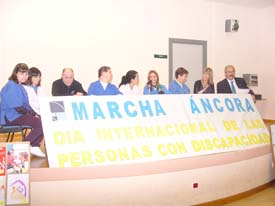 MARCHA ÁNCORA
DIA INTERNACIONAL DE LAS
PERSONAS CON DISCAPACIDAD